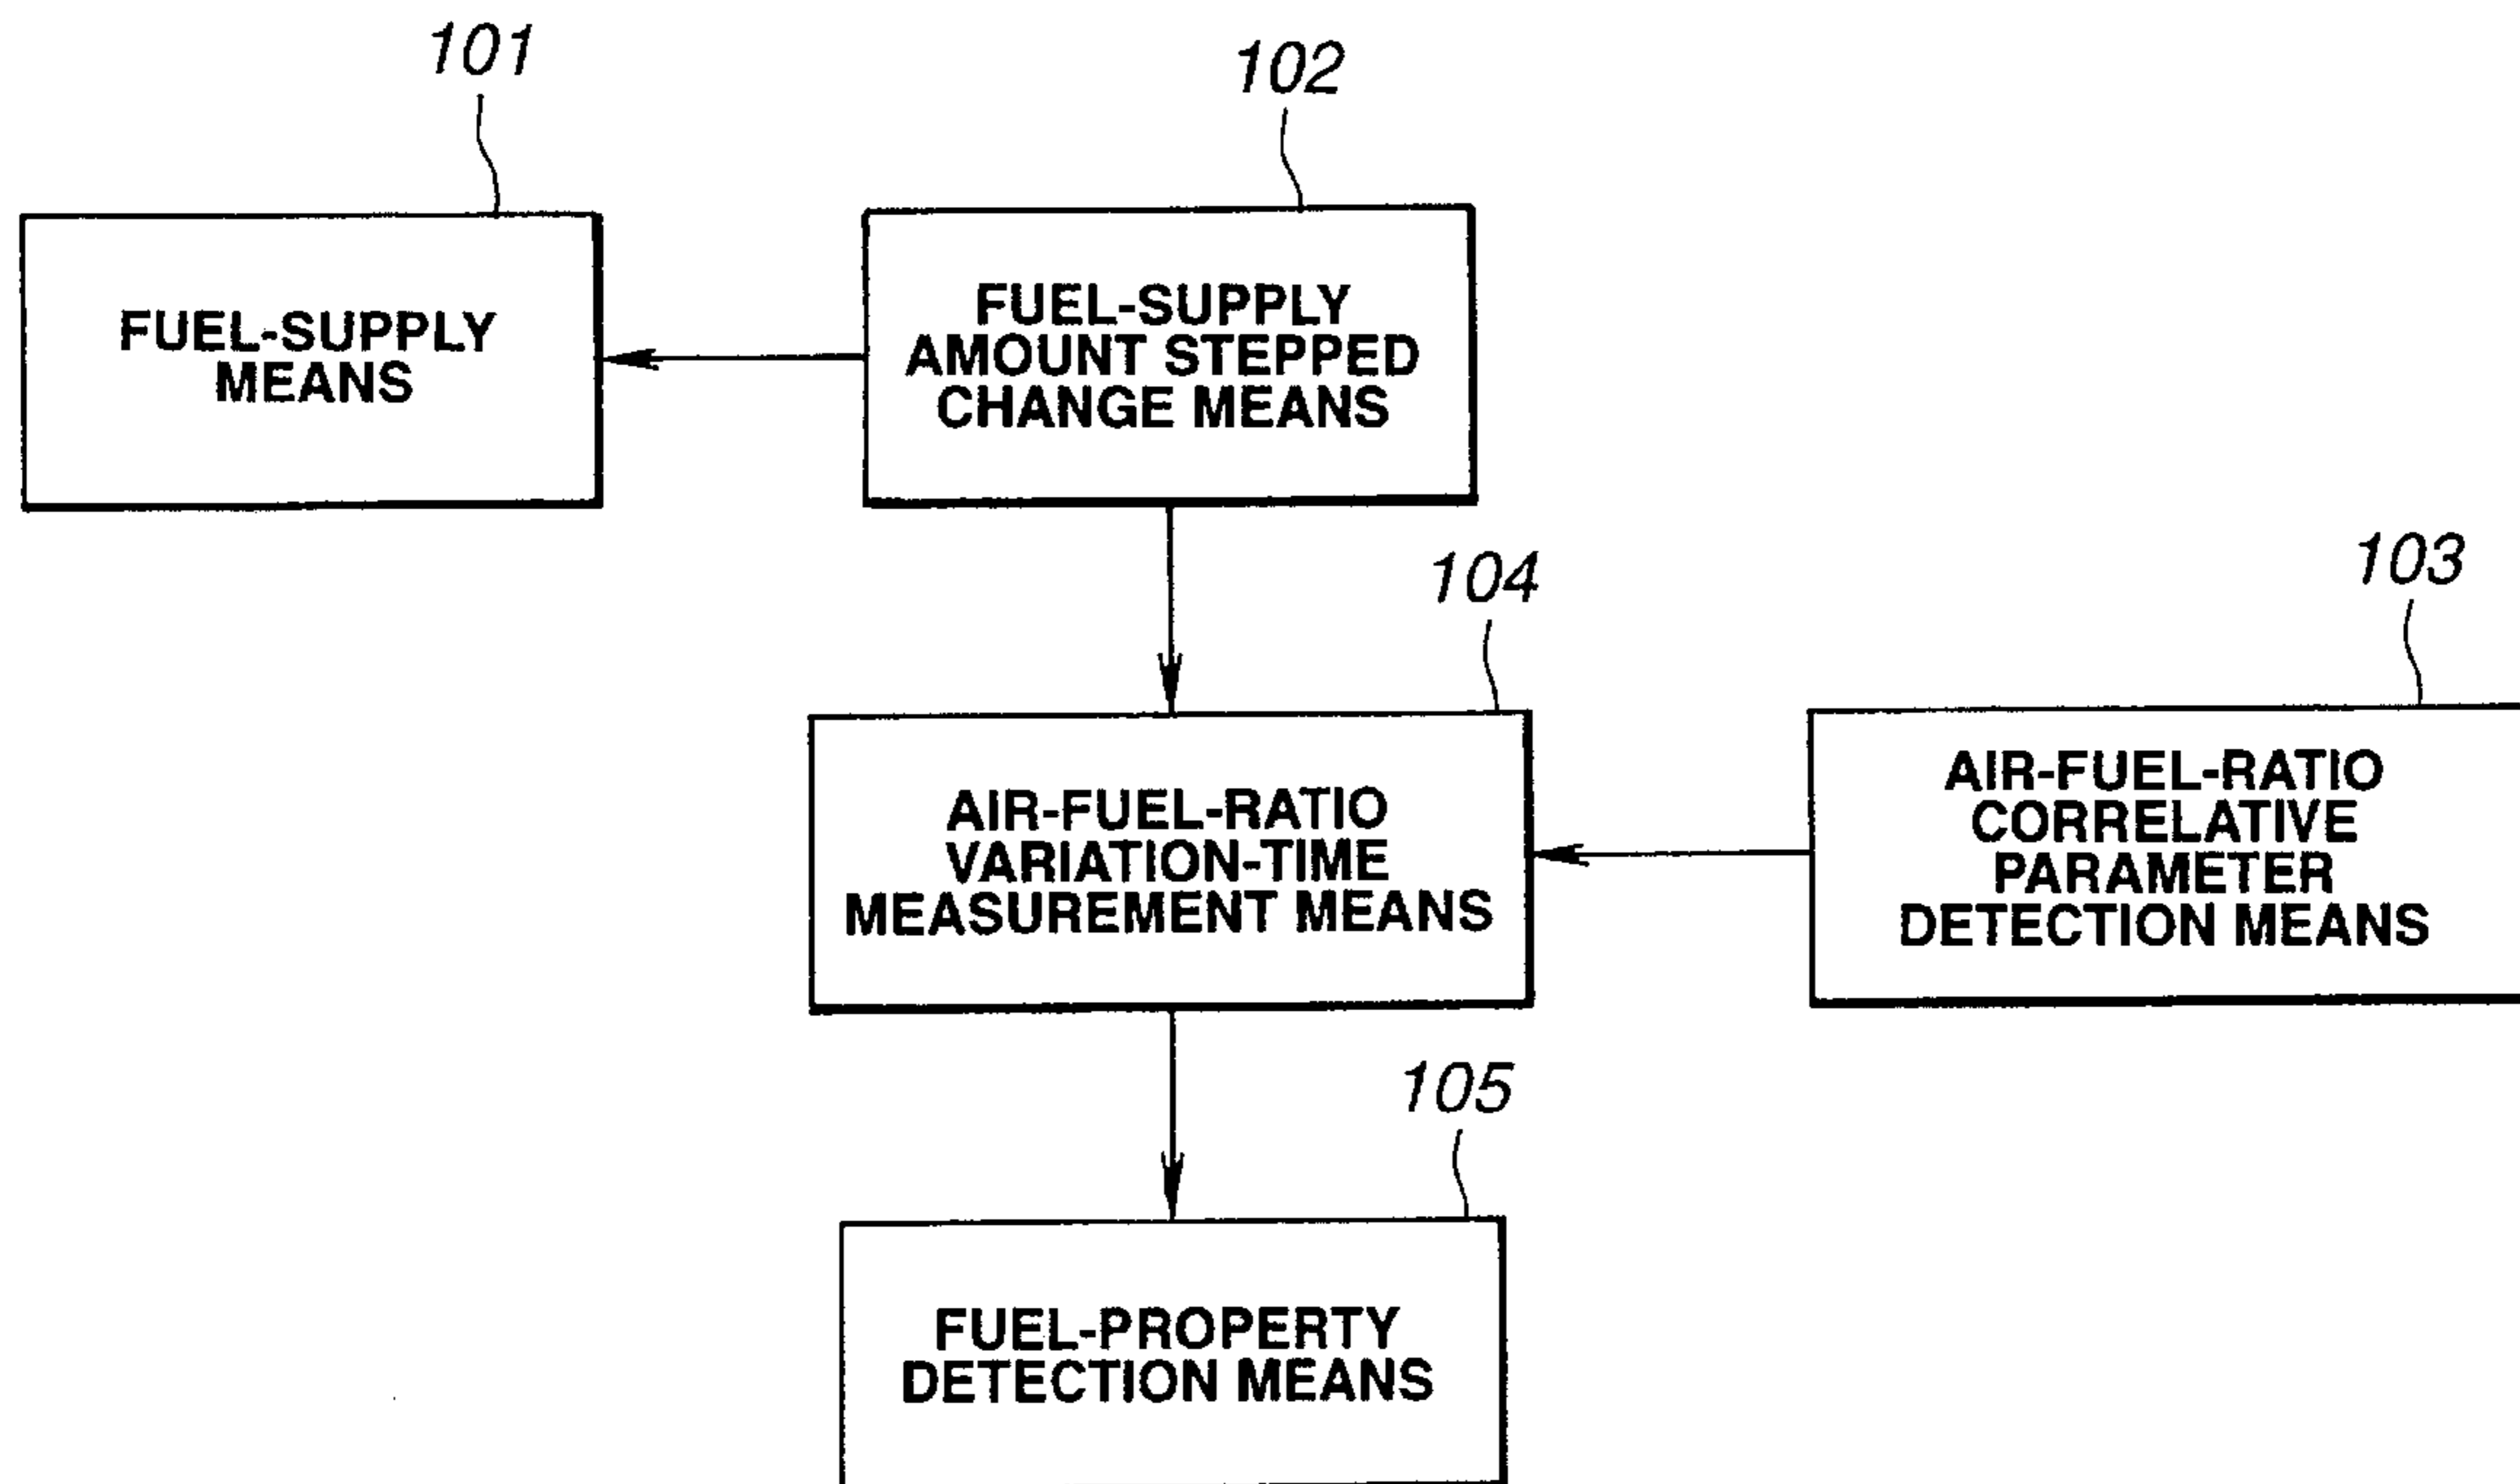 101
102
FUEL-SUPPLY
MEANS
FUEL-SUPPLY
AMOUNT STEPPED
CHANGE MEANS
104
103
AIR-FUEL-RATIO
VARIATION-TIME
MEASUREMENT MEANS
AIR-FUEL-RATIO
CORRELATIVE
PARAMETER
DETECTION MEANS
105
FUEL-PROPERTY
DETECTION MEANS